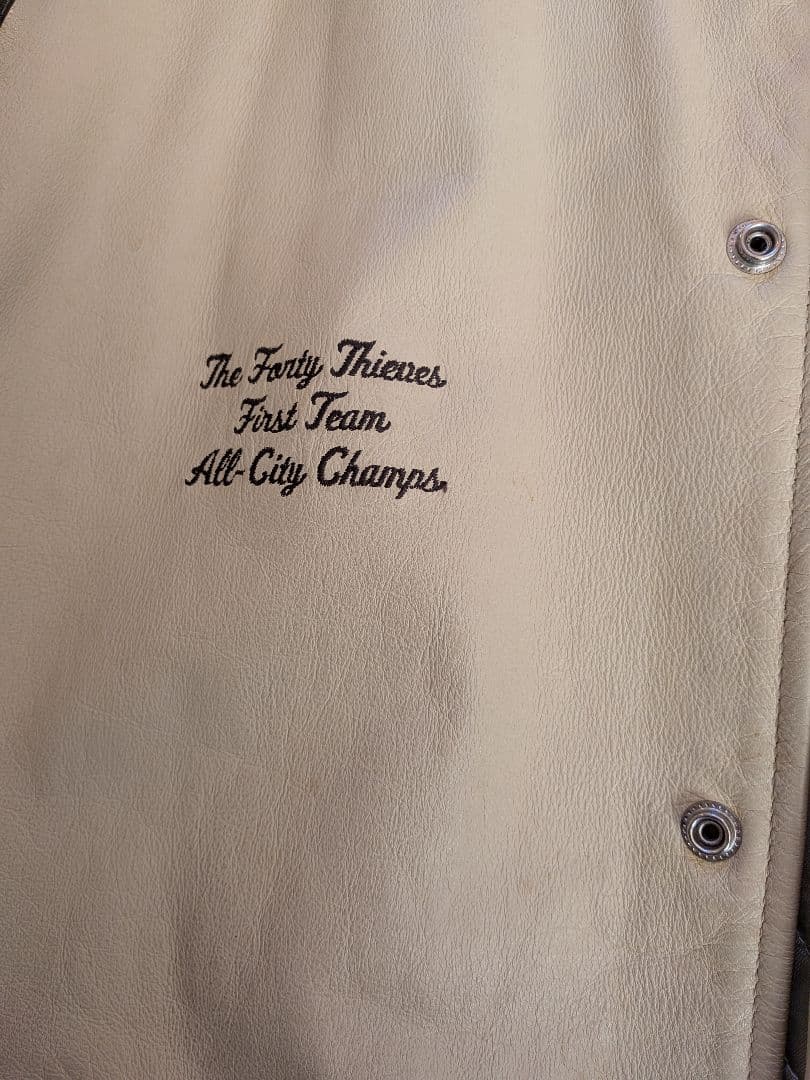 The Forty Thieves
First Team
All-City Champs.